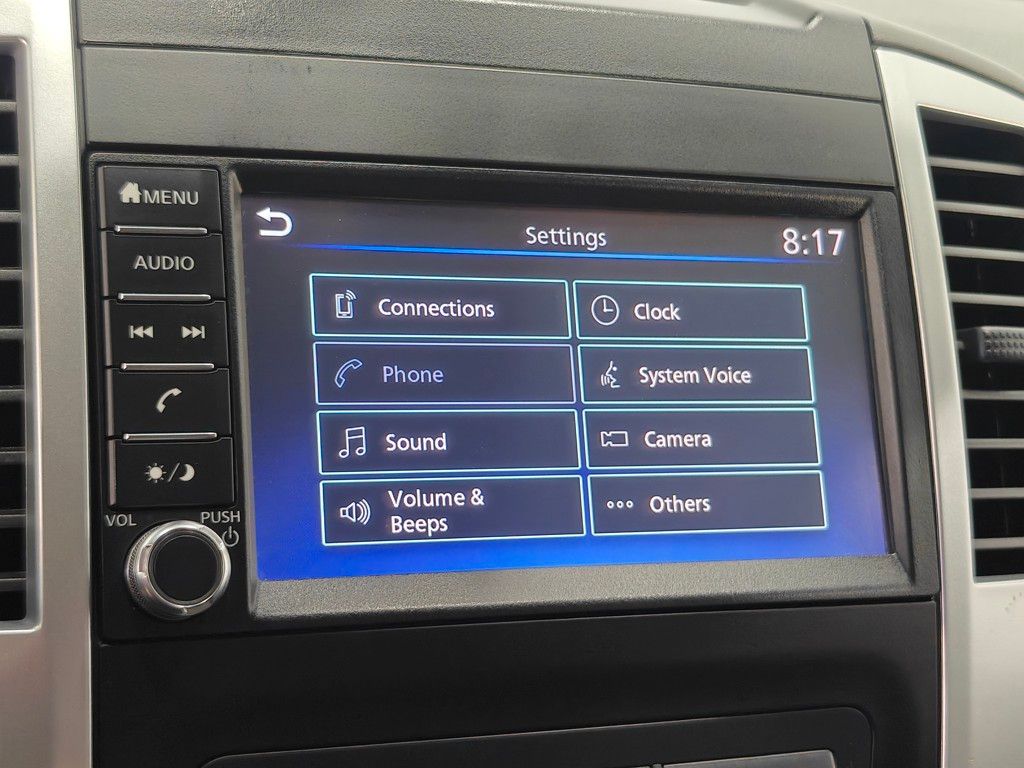 MENU
AUDIO
VOL
PUSH
Settings
8:17
Connections
Clock
Phone
System Voice
Sound
Camera
Volume &
Beeps
Others